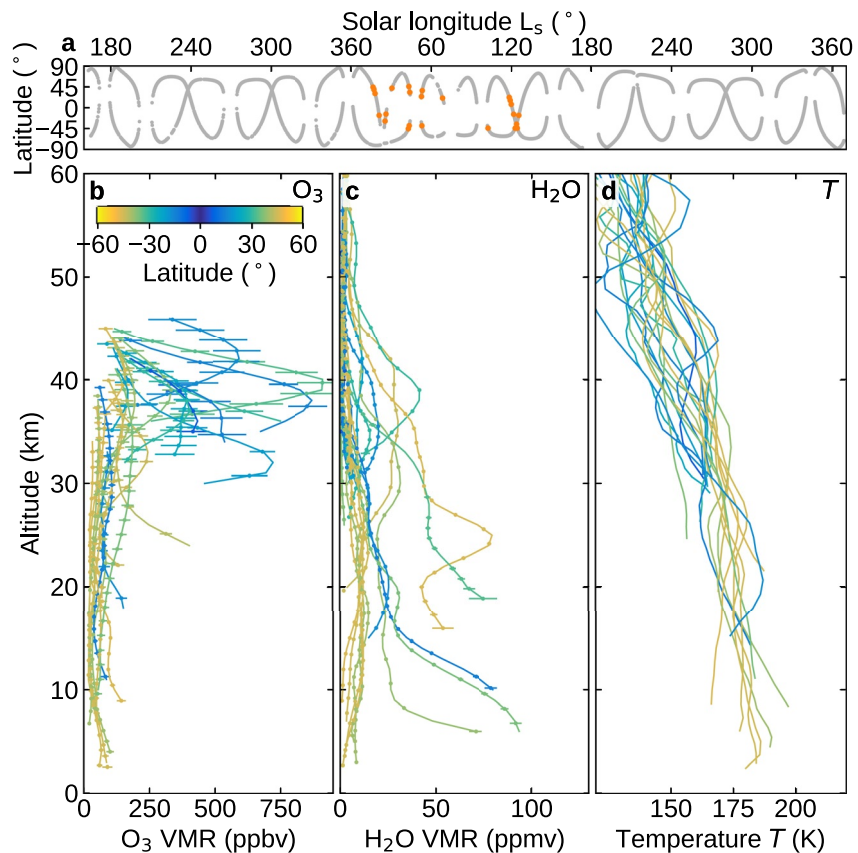 Solar longitude Lₛ (°)
a 180 240 300 360 60 120 180 240 300 360
Latitude (°)
90
45
0
−45
−90
b O₃ c H₂O d T
−60 −30 0 30 60
Latitude (°)
Altitude (km)
60
50
40
30
20
10
0
0 250 500 750 0 50 100 150 175 200
O₃ VMR (ppbv) H₂O VMR (ppmv) Temperature T (K)